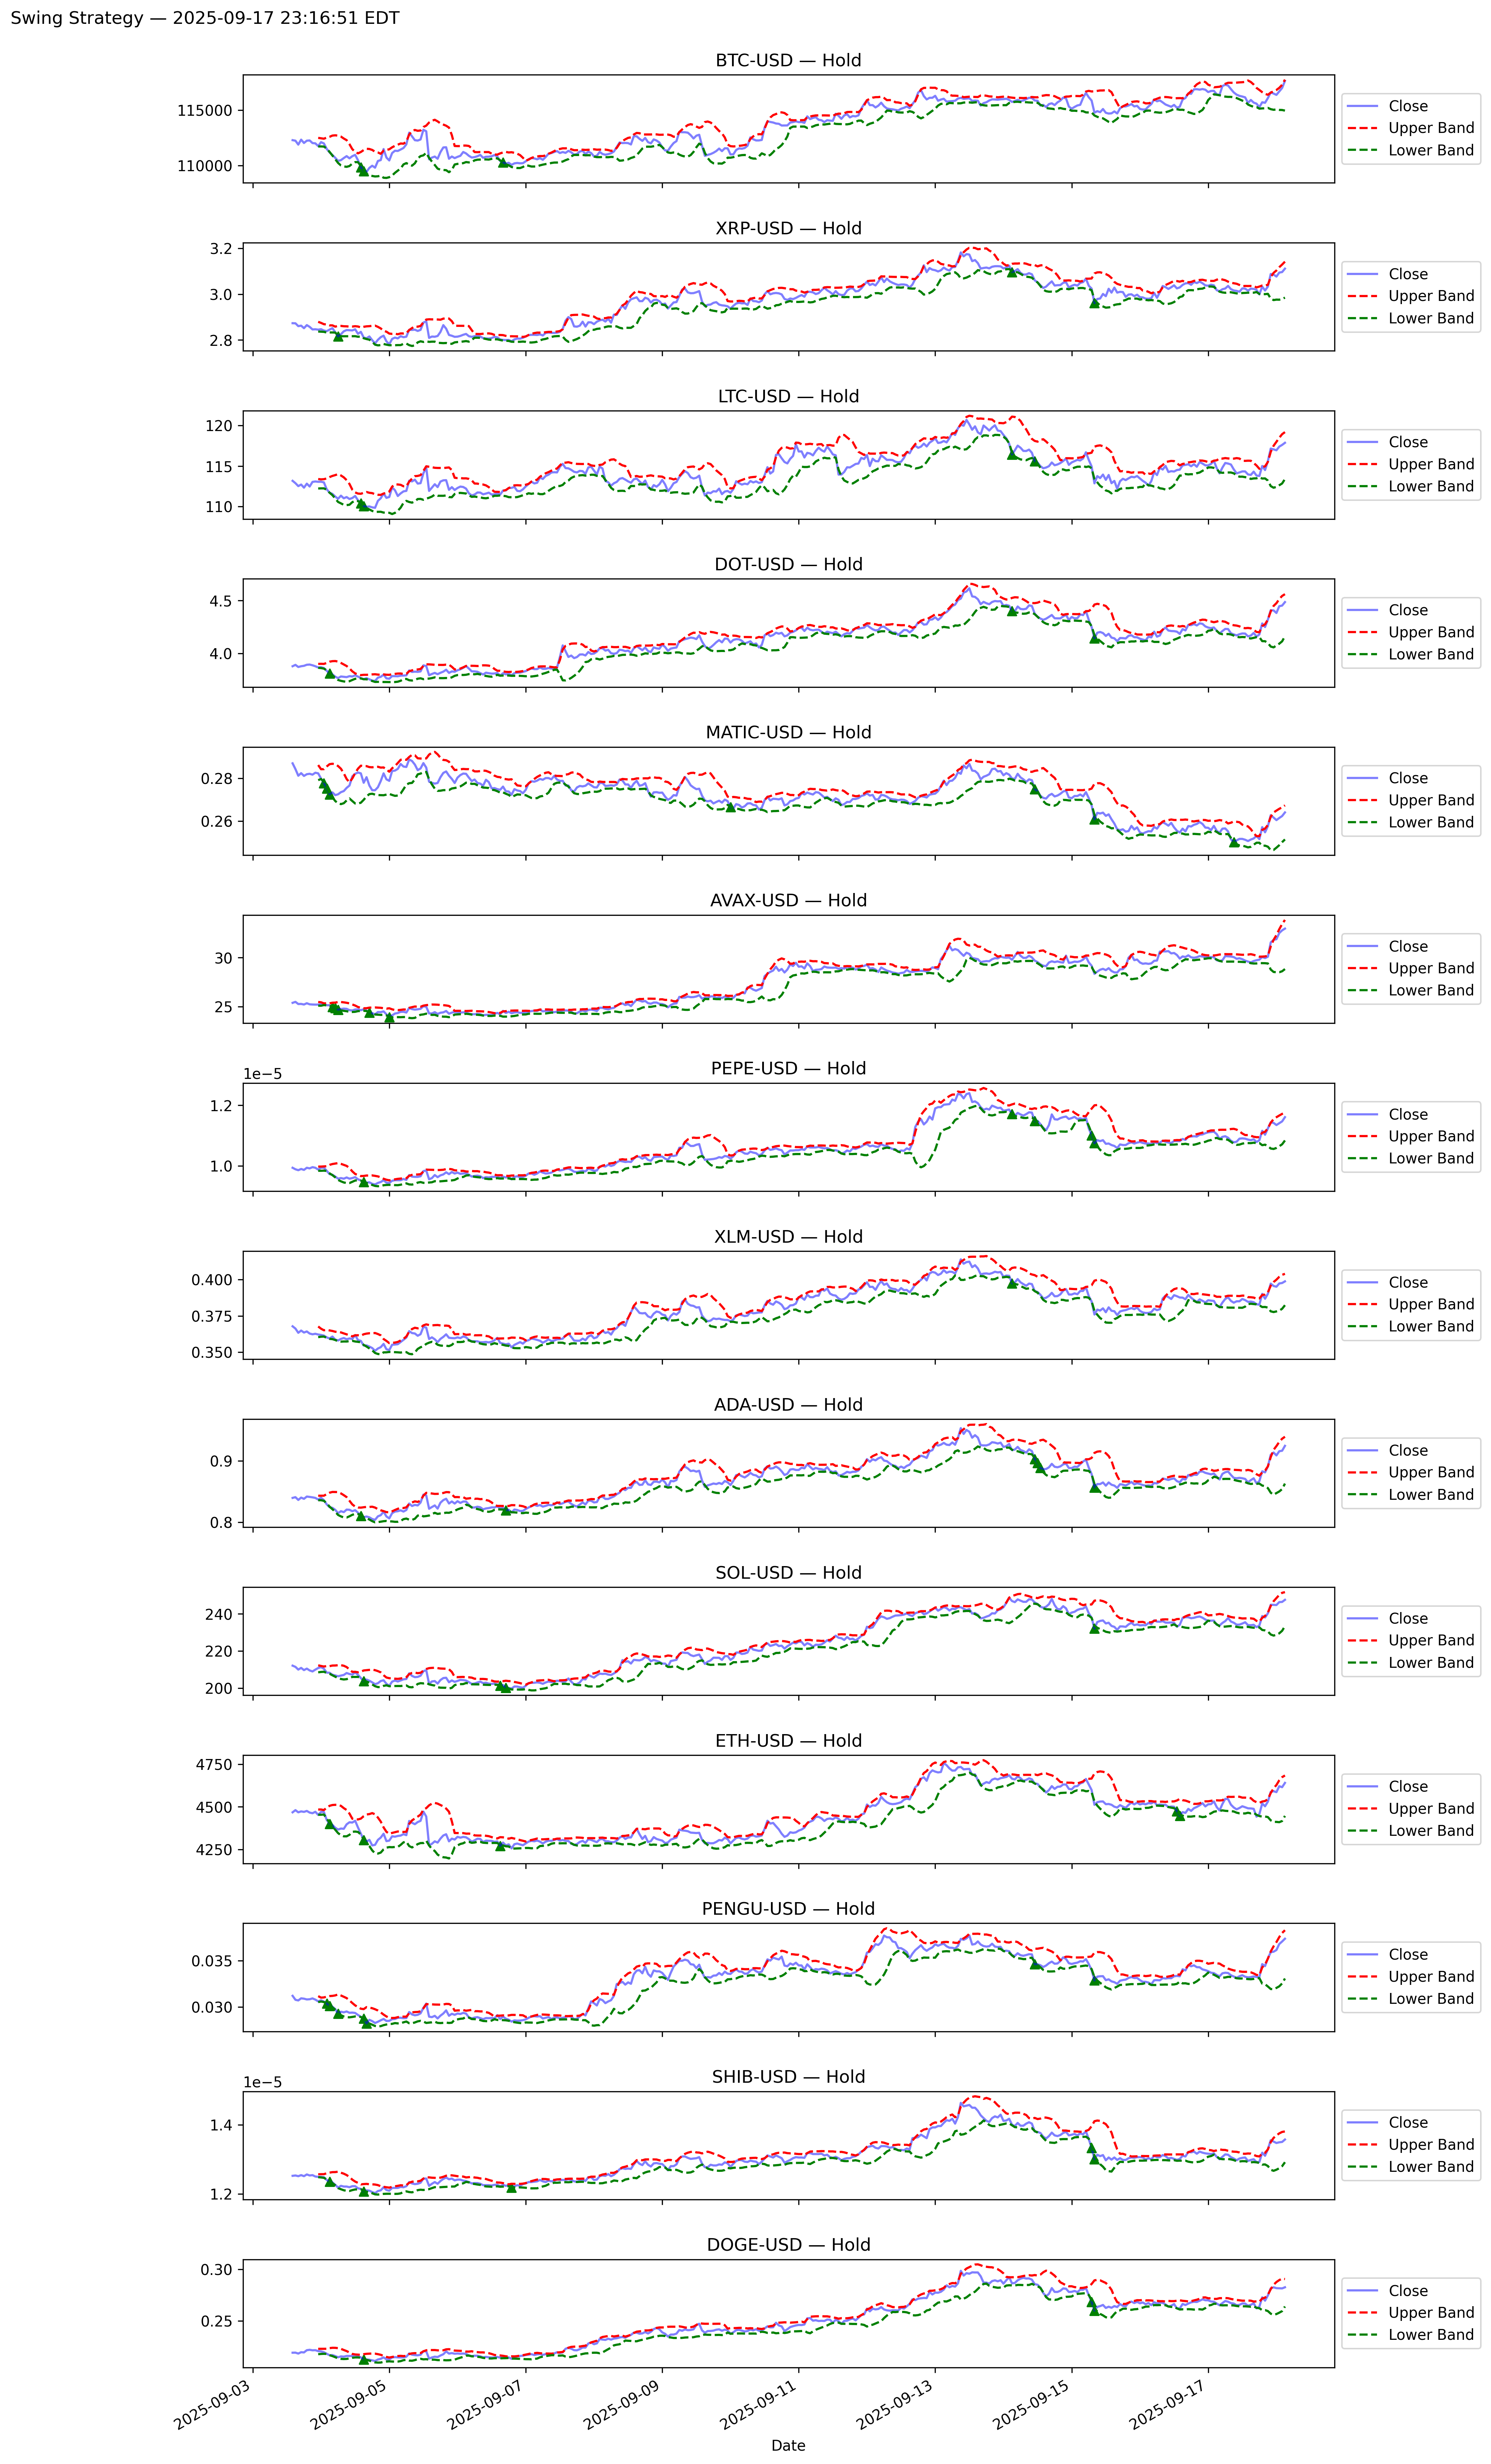 Swing Strategy — 2025-09-17 23:16:51 EDT
BTC-USD — Hold
115000
110000
Close
Upper Band
Lower Band
XRP-USD — Hold
3.2
3.0
2.8
Close
Upper Band
Lower Band
LTC-USD — Hold
120
115
110
Close
Upper Band
Lower Band
DOT-USD — Hold
4.5
4.0
Close
Upper Band
Lower Band
MATIC-USD — Hold
0.28
0.26
Close
Upper Band
Lower Band
AVAX-USD — Hold
30
25
Close
Upper Band
Lower Band
PEPE-USD — Hold
1e−5
1.2
1.0
Close
Upper Band
Lower Band
XLM-USD — Hold
0.400
0.375
0.350
Close
Upper Band
Lower Band
ADA-USD — Hold
0.9
0.8
Close
Upper Band
Lower Band
SOL-USD — Hold
240
220
200
Close
Upper Band
Lower Band
ETH-USD — Hold
4750
4500
4250
Close
Upper Band
Lower Band
PENGU-USD — Hold
0.035
0.030
Close
Upper Band
Lower Band
SHIB-USD — Hold
1e−5
1.4
1.2
Close
Upper Band
Lower Band
DOGE-USD — Hold
0.30
0.25
Close
Upper Band
Lower Band
2025-09-03
2025-09-05
2025-09-07
2025-09-09
2025-09-11
2025-09-13
2025-09-15
2025-09-17
Date